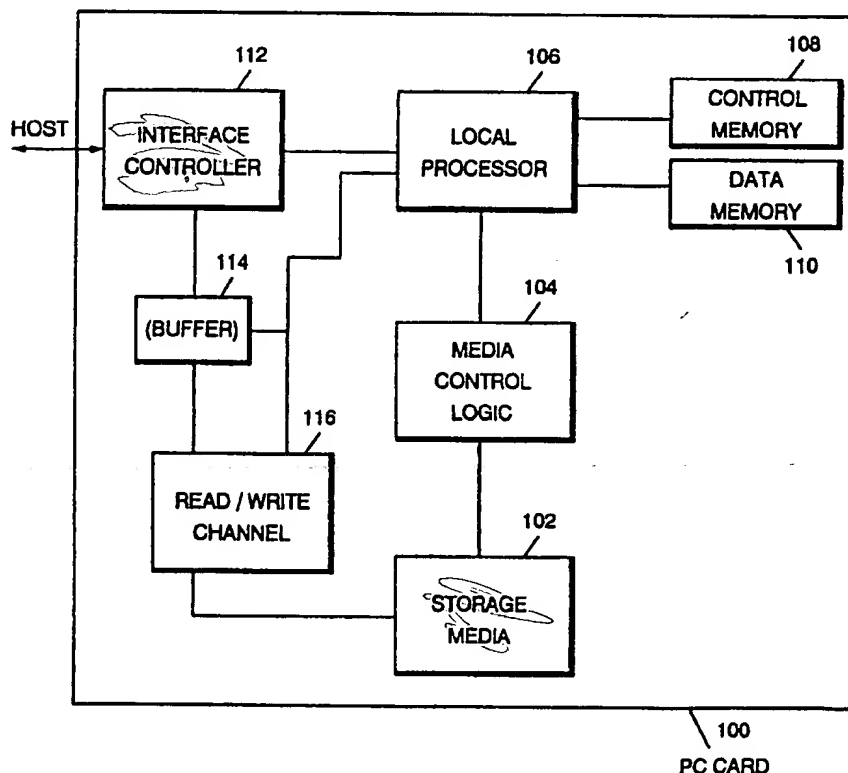 112
106
108
HOST
INTERFACE
CONTROLLER
LOCAL
PROCESSOR
CONTROL
MEMORY
DATA
MEMORY
110
114
(BUFFER)
104
MEDIA
CONTROL
LOGIC
116
READ / WRITE
CHANNEL
102
STORAGE
MEDIA
100
PC CARD